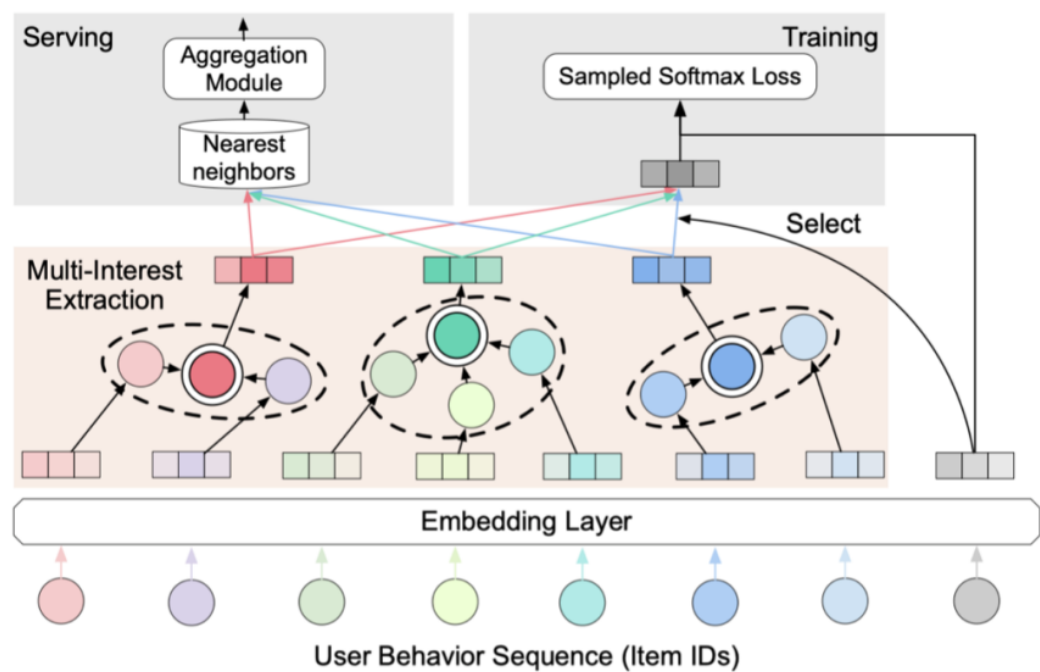 Serving
Training
Aggregation
Module
Sampled Softmax Loss
Nearest
neighbors
Select
Multi-Interest
Extraction
Embedding Layer
User Behavior Sequence (Item IDs)